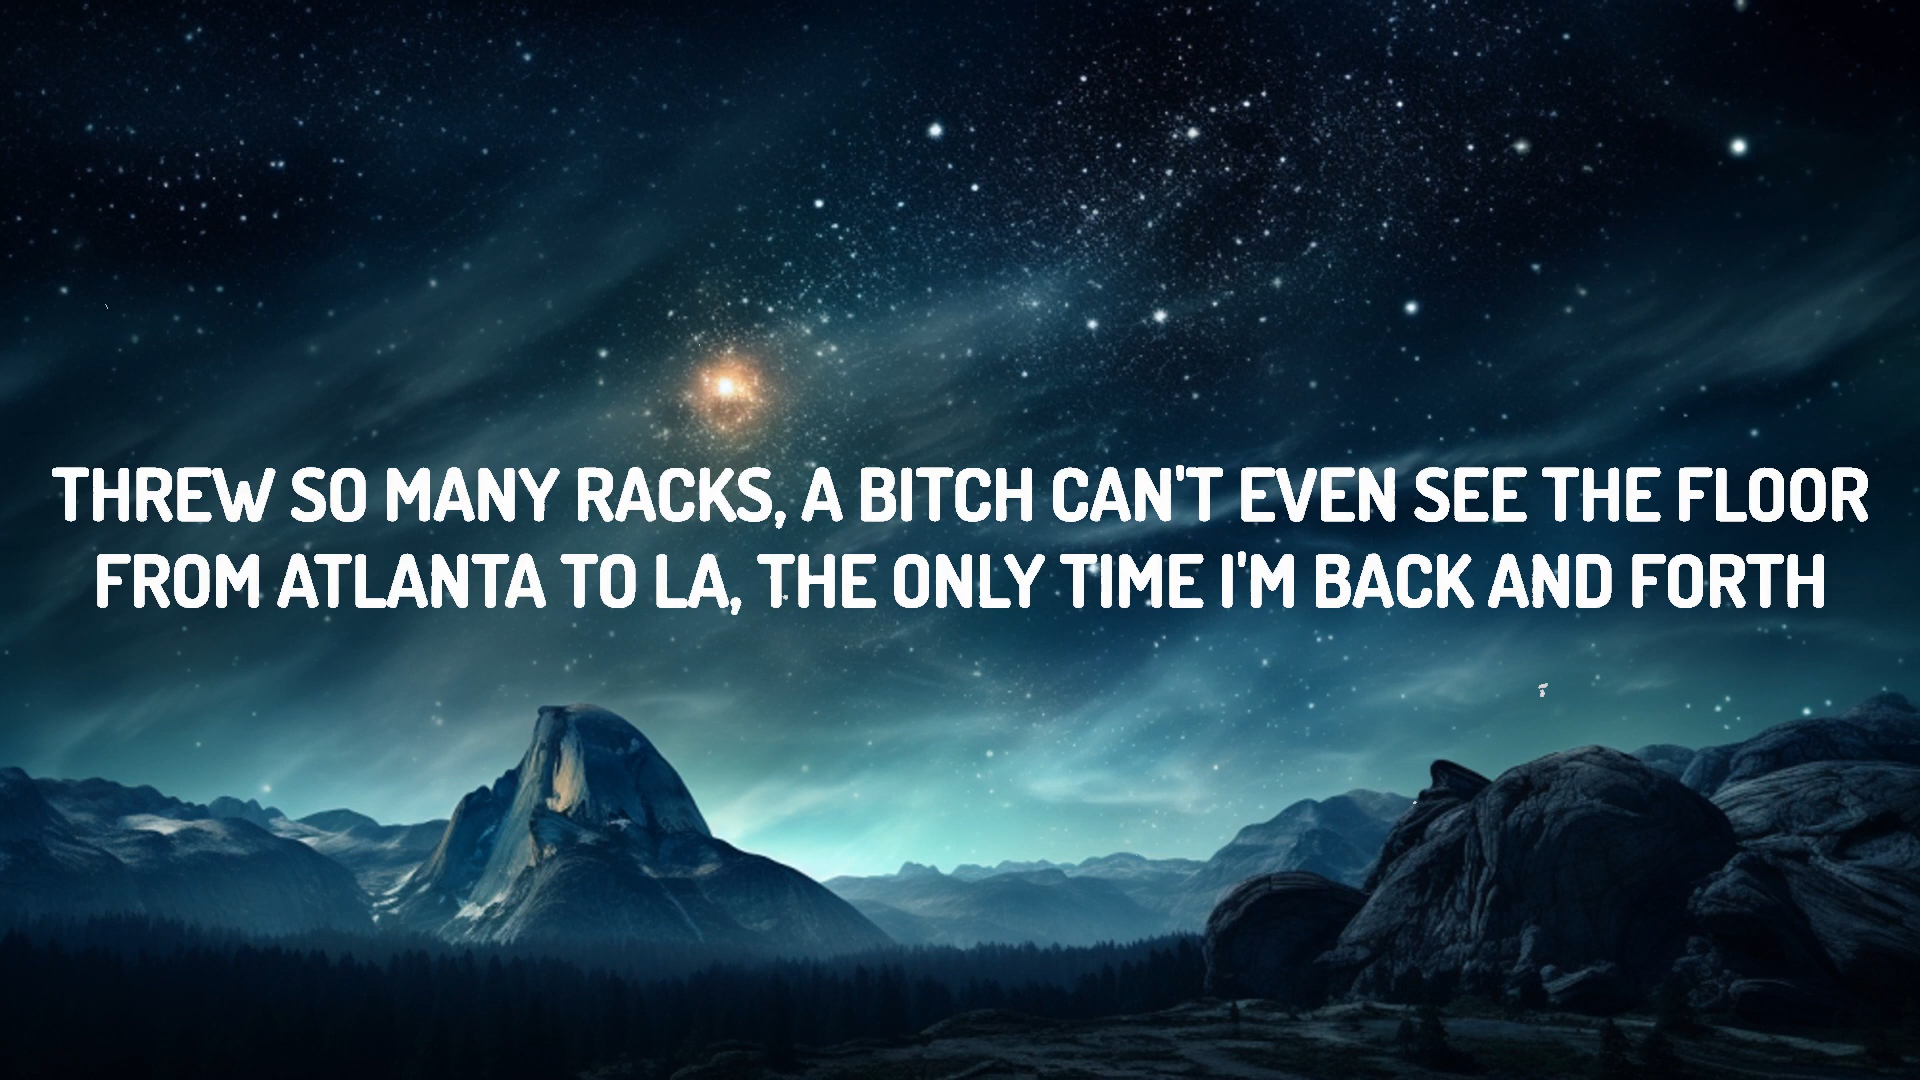 THREW SO MANY RACKS, A BITCH CAN'T EVEN SEE THE FLOOR
FROM ATLANTA TO LA, THE ONLY TIME I'M BACK AND FORTH